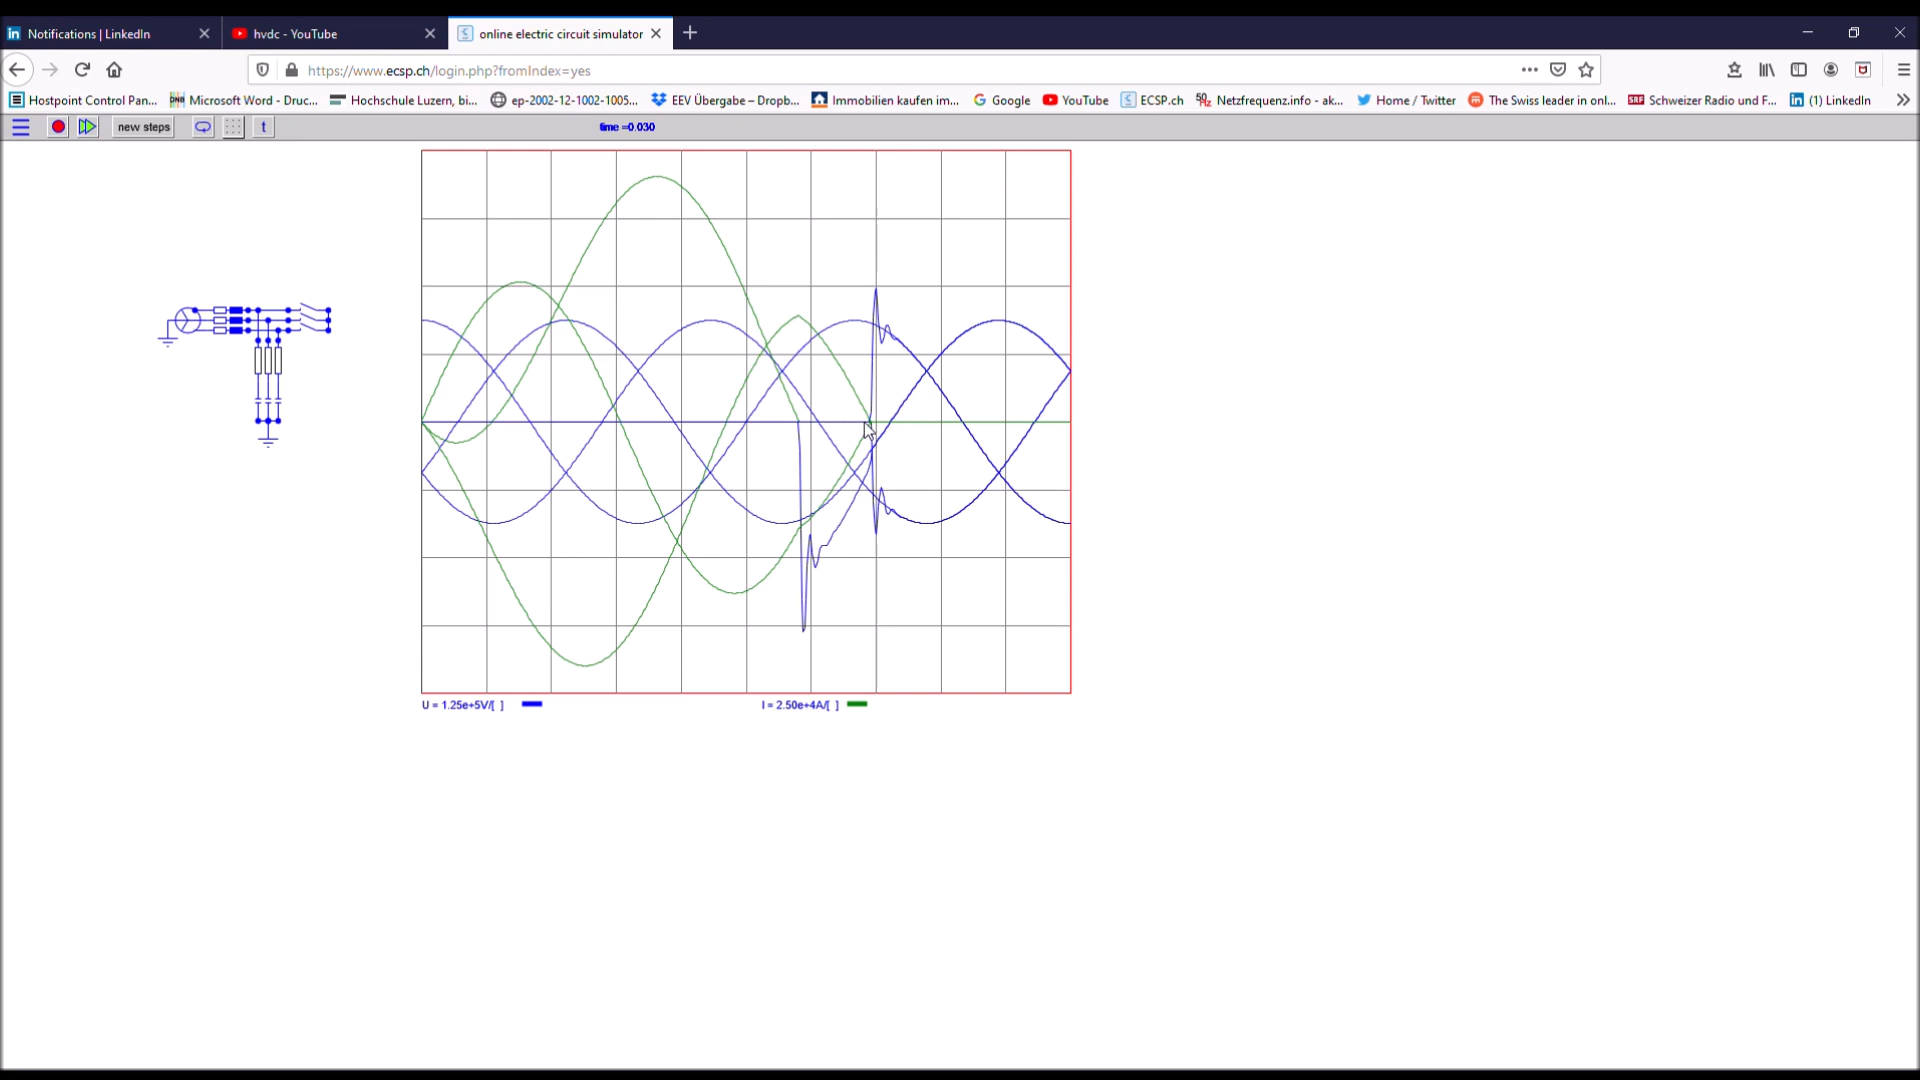 Notifications | LinkedIn
hvdc - YouTube
online electric circuit simulator
https://www.ecsp.ch/login.php?fromIndex=yes
Hostpoint Control Pan... Microsoft Word - Druc... Hochschule Luzern, bi... ep-2002-12-1002-1005... EEV Übergabe – Dropb... Immobilien kaufen im... Google YouTube ECSP.ch Netzfrequenz.info - ak... Home / Twitter The Swiss leader in onl... SRF Schweizer Radio und F... (1) LinkedIn
new steps t time =0.030
U = 1.25e+5V/[ ] I = 2.50e+4A/[ ]